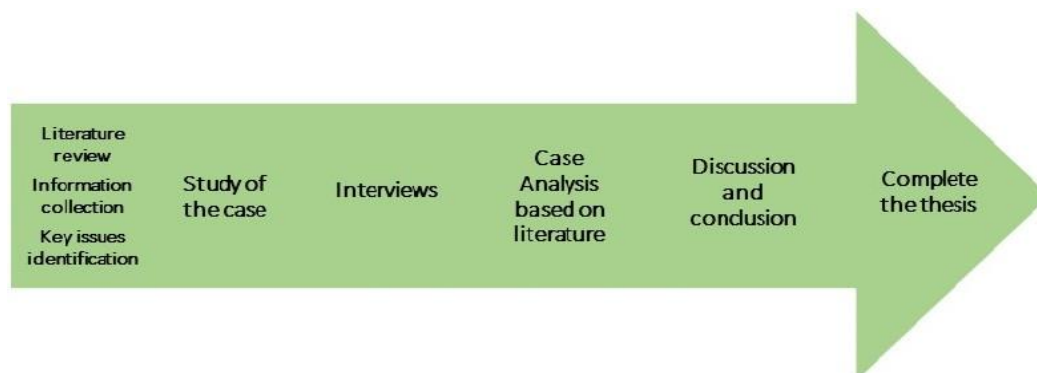 Literature
review
Information
collection
Key issues
identification
Study of
the case
Interviews
Case
Analysis
based on
literature
Discussion
and
conclusion
Complete
the thesis